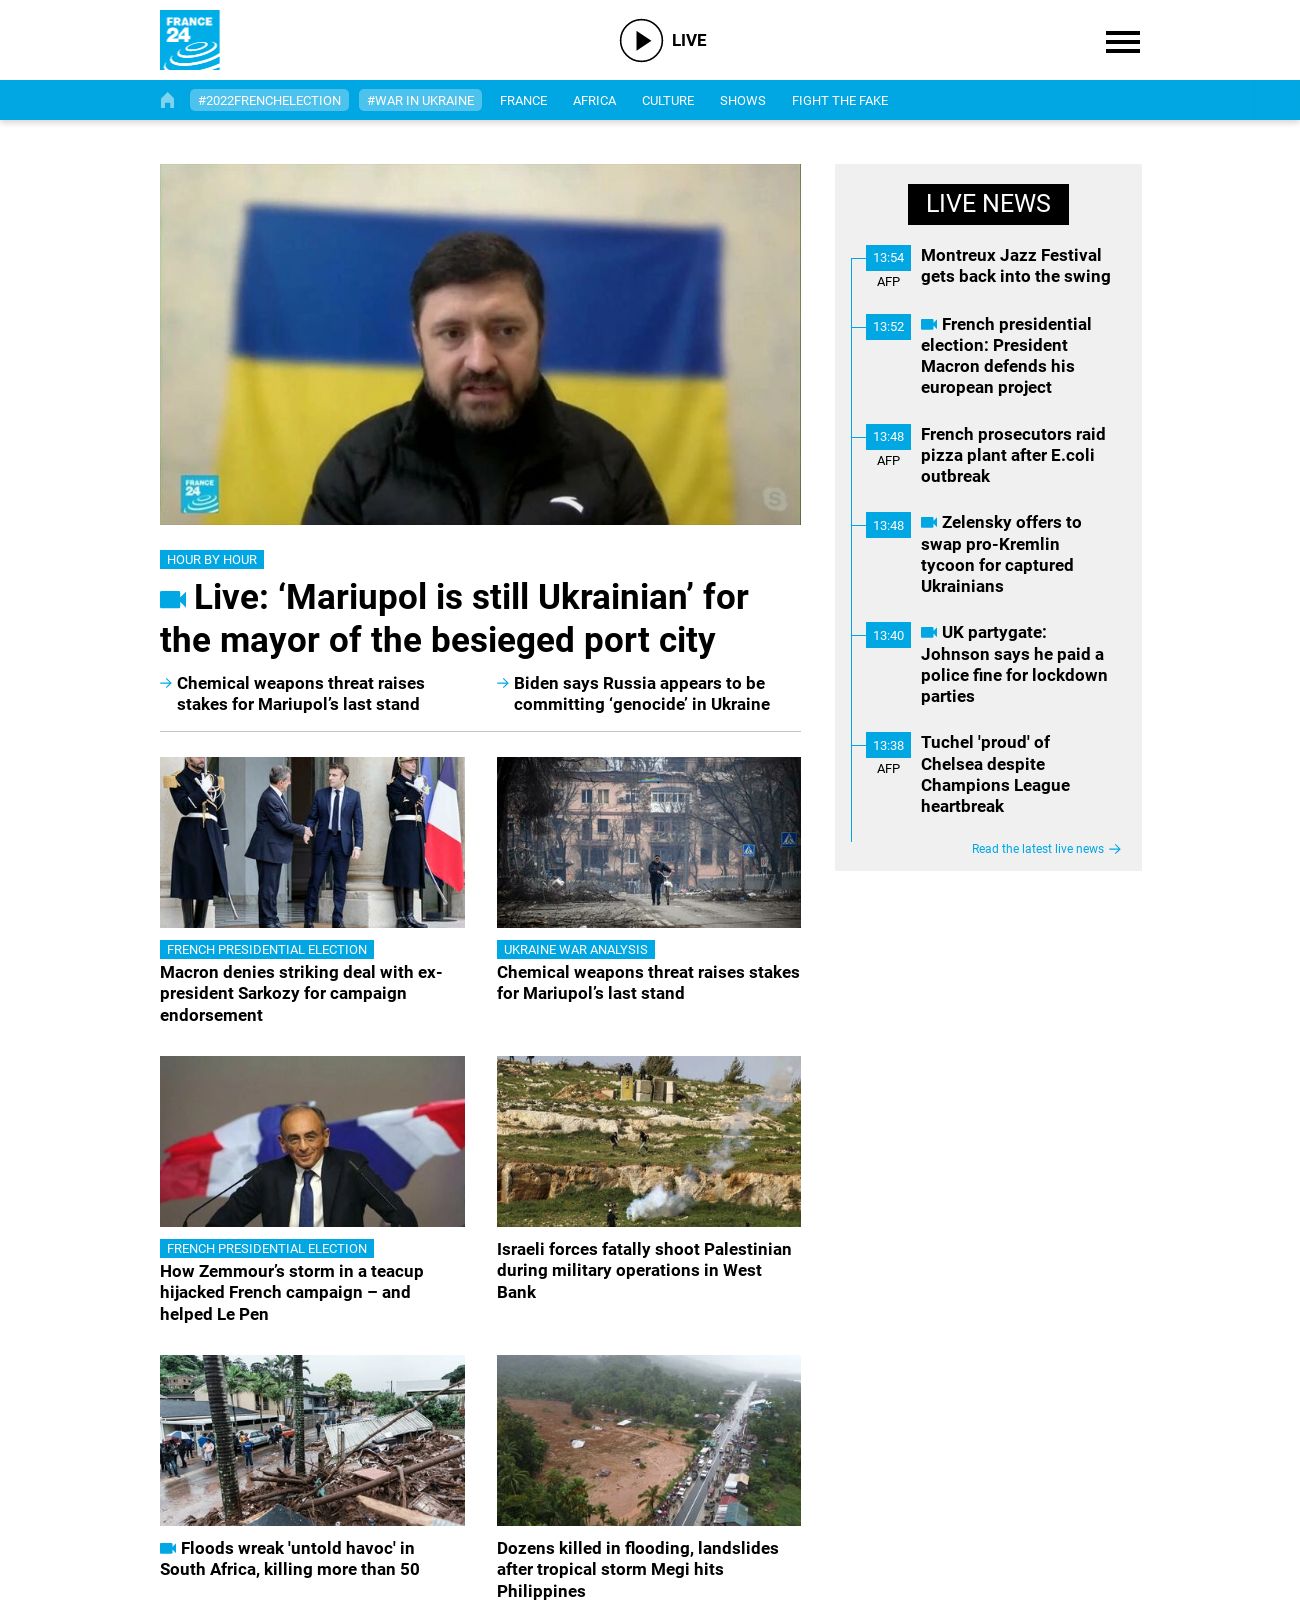 FRANCE
24
LIVE
#2022FRENCHELECTION
#WAR IN UKRAINE
FRANCE
AFRICA
CULTURE
SHOWS
FIGHT THE FAKE
FRANCE
24
S
HOUR BY HOUR
Live: ‘Mariupol is still Ukrainian’ for
the mayor of the besieged port city
Chemical weapons threat raises
stakes for Mariupol’s last stand
Biden says Russia appears to be
committing ‘genocide’ in Ukraine
FRENCH PRESIDENTIAL ELECTION
Macron denies striking deal with ex-
president Sarkozy for campaign
endorsement
UKRAINE WAR ANALYSIS
Chemical weapons threat raises stakes
for Mariupol’s last stand
FRENCH PRESIDENTIAL ELECTION
How Zemmour’s storm in a teacup
hijacked French campaign – and
helped Le Pen
Israeli forces fatally shoot Palestinian
during military operations in West
Bank
Floods wreak 'untold havoc' in
South Africa, killing more than 50
Dozens killed in flooding, landslides
after tropical storm Megi hits
Philippines
LIVE NEWS
13:54
AFP
Montreux Jazz Festival
gets back into the swing
13:52
French presidential
election: President
Macron defends his
european project
13:48
AFP
French prosecutors raid
pizza plant after E.coli
outbreak
13:48
Zelensky offers to
swap pro-Kremlin
tycoon for captured
Ukrainians
13:40
UK partygate:
Johnson says he paid a
police fine for lockdown
parties
13:38
AFP
Tuchel 'proud' of
Chelsea despite
Champions League
heartbreak
Read the latest live news